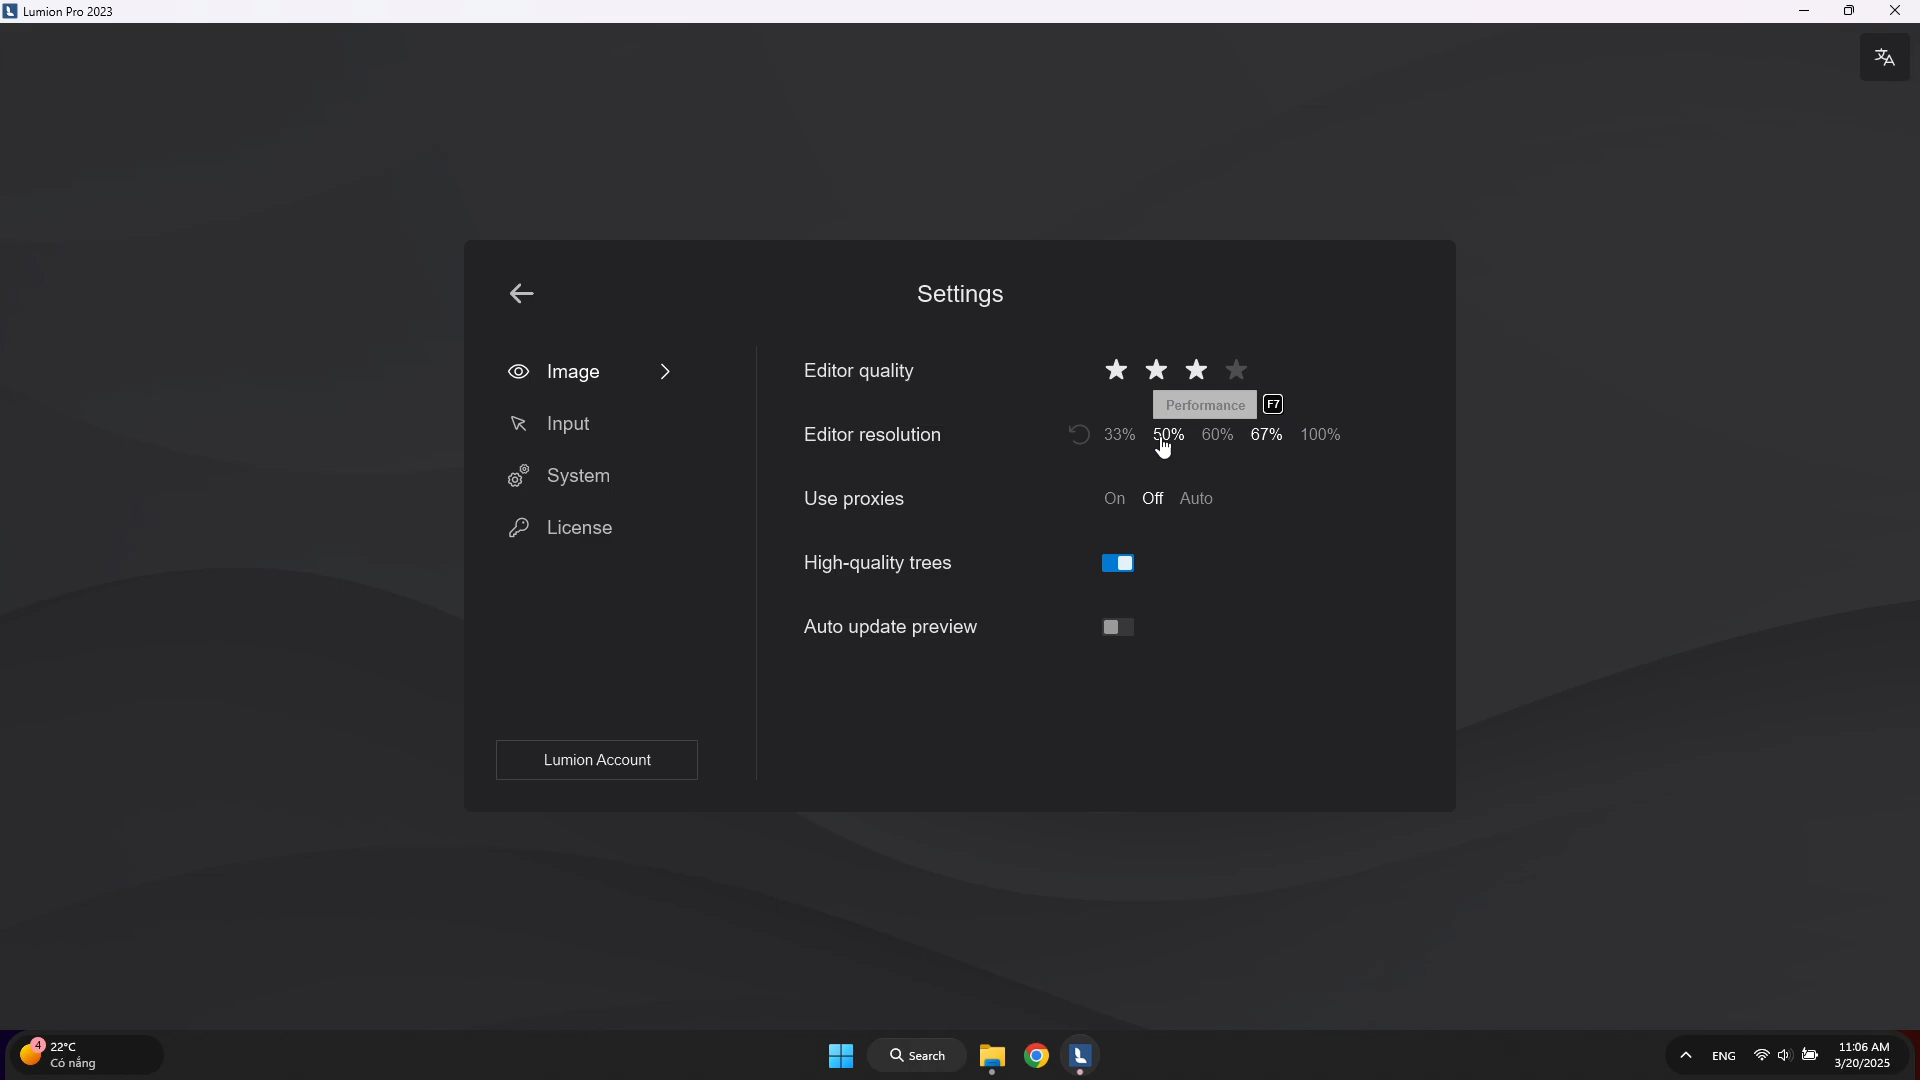 Lumion Pro 2023
Settings
Image
Input
System
License
Lumion Account
Editor quality
Performance F7
Editor resolution 33% 50% 60% 67% 100%
Use proxies On Off Auto
High-quality trees
Auto update preview
4
22°C
Có nắng
Search
ENG
11:06 AM
3/20/2025